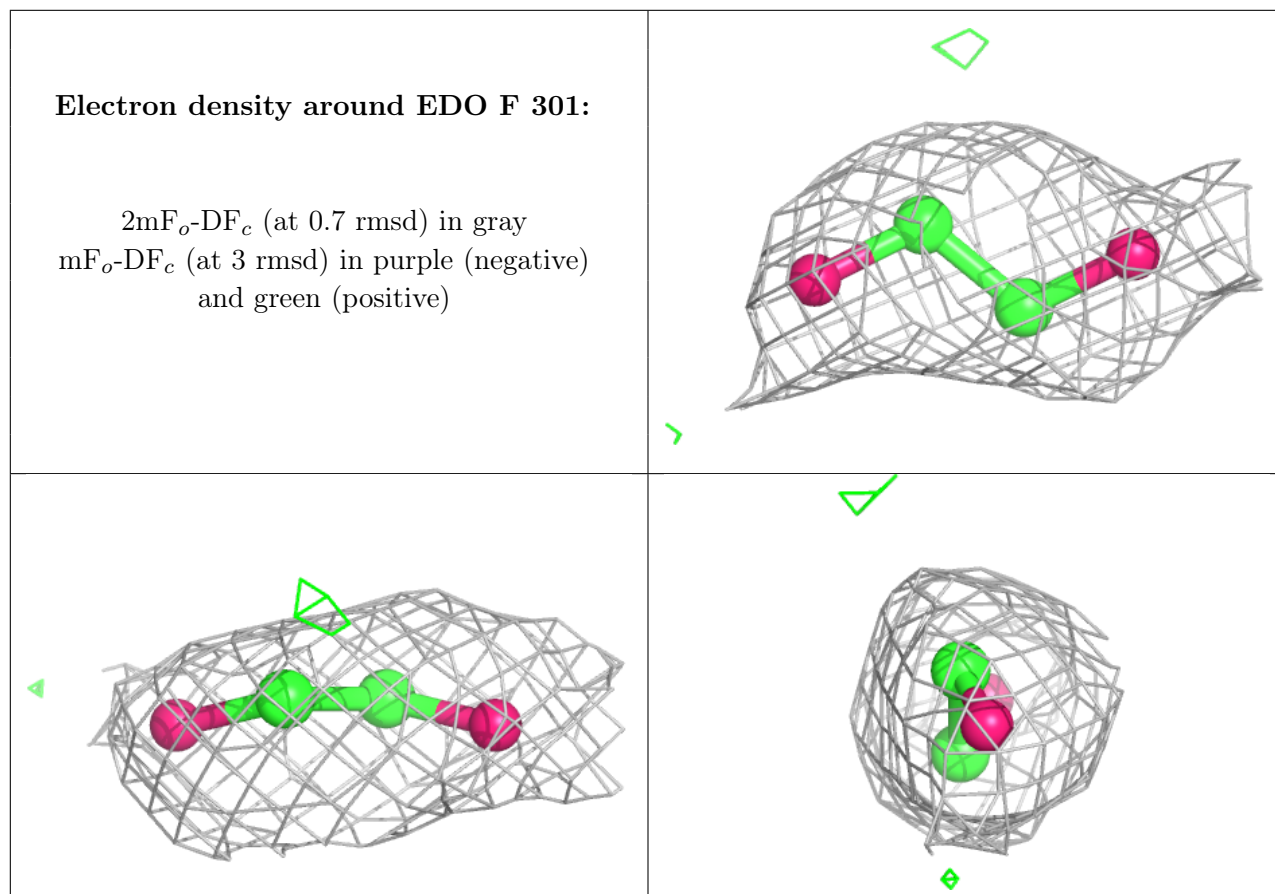 Electron density around EDO F 301:
2mFo-DFc (at 0.7 rmsd) in gray
mFo-DFc (at 3 rmsd) in purple (negative)
and green (positive)